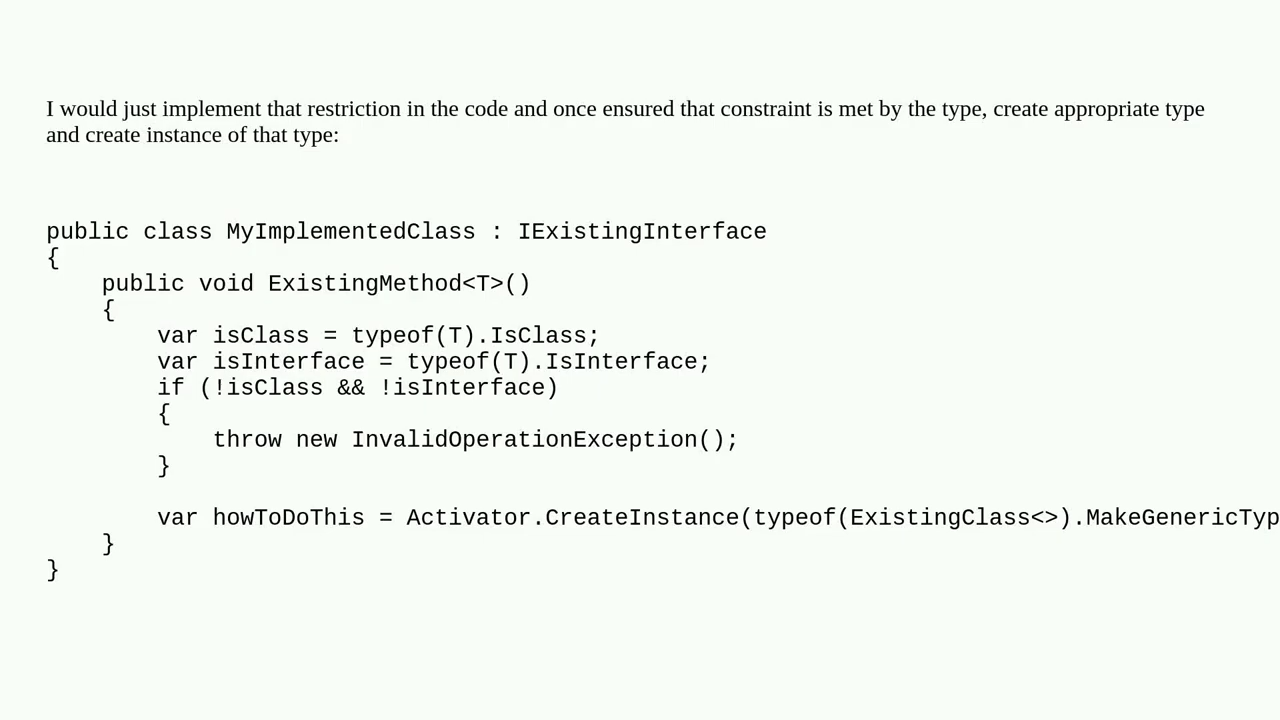 I would just implement that restriction in the code and once ensured that constraint is met by the type, create appropriate type
and create instance of that type:
public class MyImplementedClass : IExistingInterface
{
    public void ExistingMethod<T>()
    {
        var isClass = typeof(T).IsClass;
        var isInterface = typeof(T).IsInterface;
        if (!isClass && !isInterface)
        {
            throw new InvalidOperationException();
        }
        var howToDoThis = Activator.CreateInstance(typeof(ExistingClass<>).MakeGenericTyp
    }
}